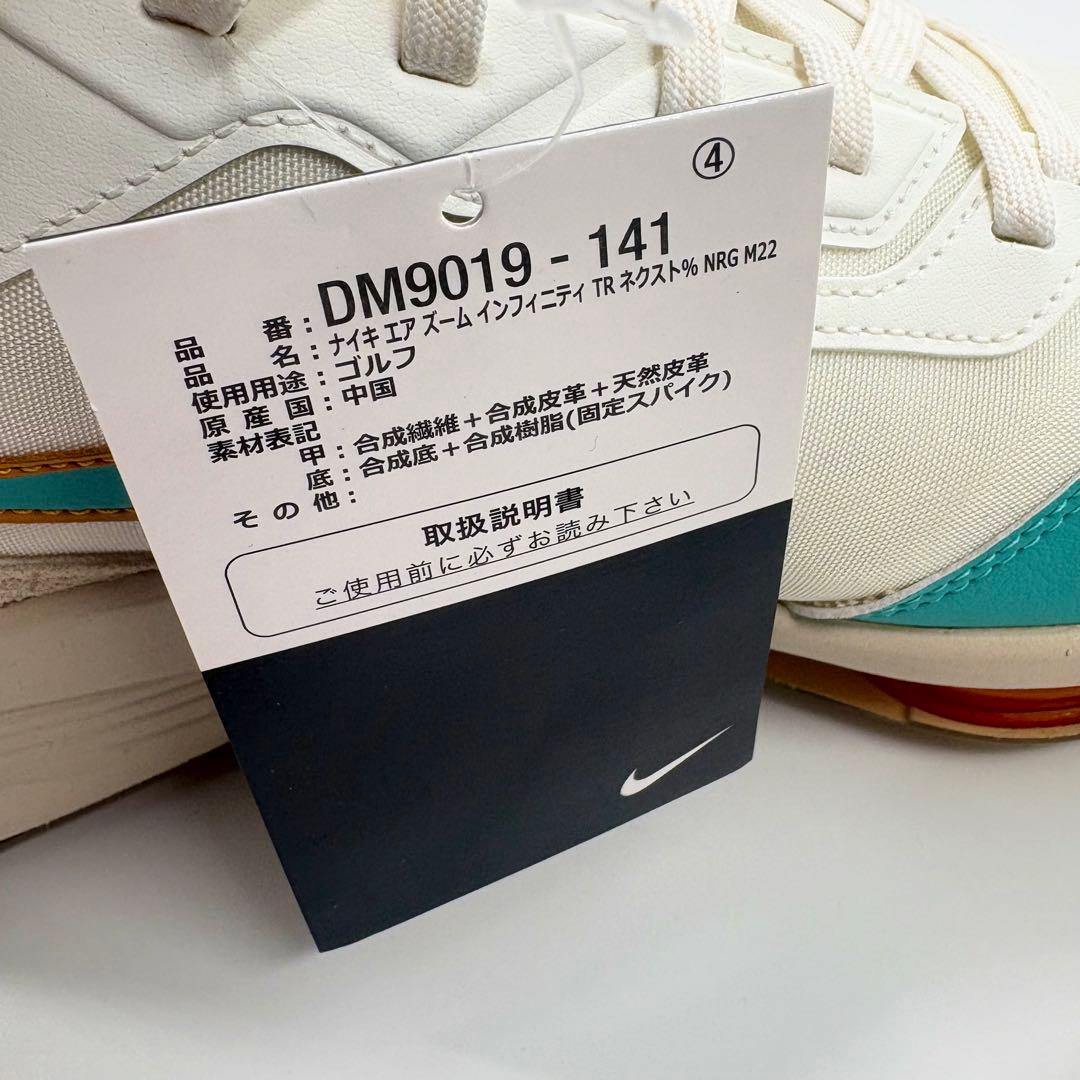 ④
品番：DM9019 - 141
品名：ナイキ エア ズーム インフィニティ TR ネクスト% NRG M22
使用用途：ゴルフ
原産国：中国
素材表記
甲：合成繊維＋合成皮革＋天然皮革
底：合成底＋合成樹脂(固定スパイク)
その他：
取扱説明書
ご使用前に必ずお読み下さい